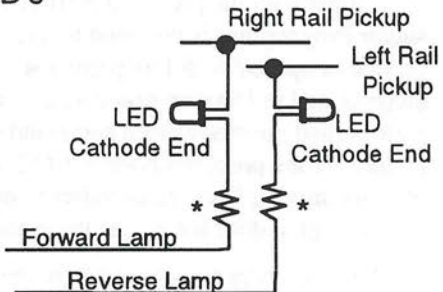 Right Rail Pickup
Left Rail
Pickup
LED
Cathode End
LED
Cathode End
*
*
Forward Lamp
Reverse Lamp